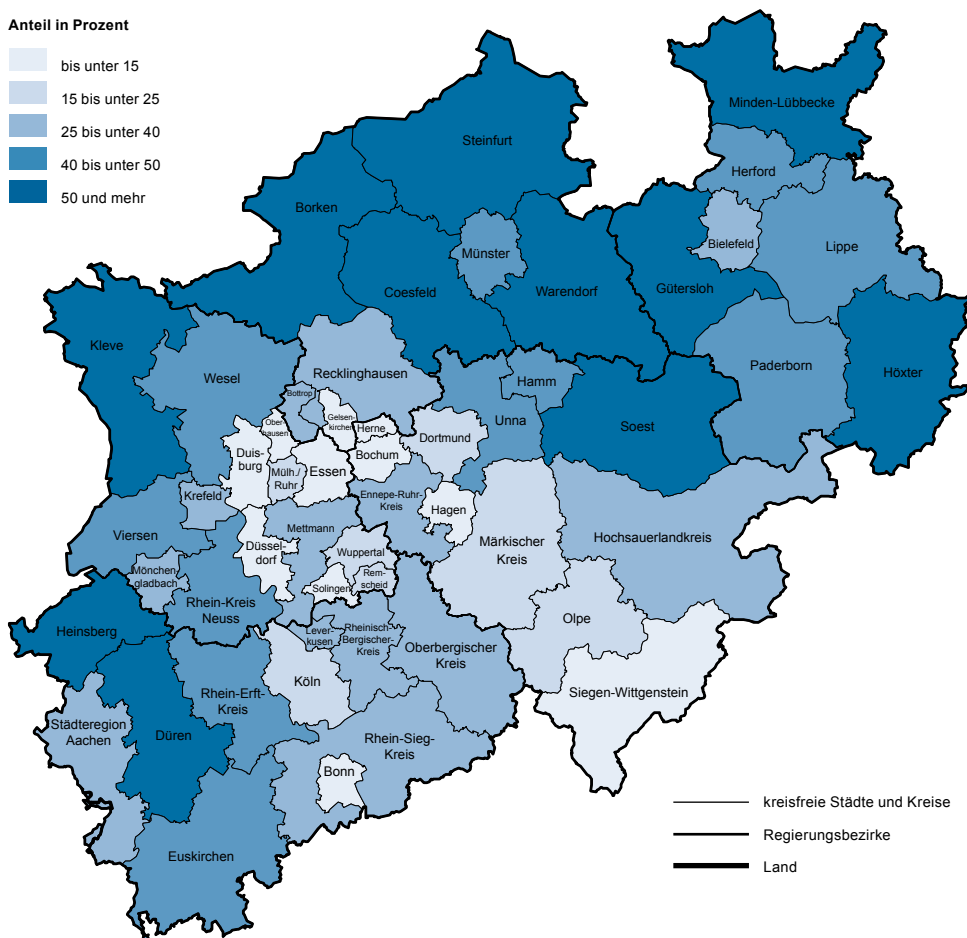 Anteil in Prozent
bis unter 15
15 bis unter 25
25 bis unter 40
40 bis unter 50
50 und mehr
Minden-Lübbecke
Steinfurt
Herford
Borken
Bielefeld
Lippe
Münster
Coesfeld
Warendorf
Gütersloh
Kleve
Wesel
Recklinghausen
Hamm
Paderborn
Höxter
Bottrop
Gelsen-
kirchen
Ober-
hausen
Herne
Unna
Soest
Dortmund
Duis-
burg
Mülh./
Ruhr
Essen
Bochum
Krefeld
Ennepe-Ruhr-
Kreis
Hagen
Viersen
Mettmann
Düssel-
dorf
Wuppertal
Märkischer
Kreis
Hochsauerlandkreis
Mönchen-
gladbach
Solingen
Rem-
scheid
Rhein-Kreis
Neuss
Heinsberg
Lever-
kusen
Rheinisch-
Bergischer-
Kreis
Oberbergischer
Kreis
Olpe
Köln
Rhein-Erft-
Kreis
Siegen-Wittgenstein
Städteregion
Aachen
Düren
Rhein-Sieg-
Kreis
Bonn
Euskirchen
kreisfreie Städte und Kreise
Regierungsbezirke
Land